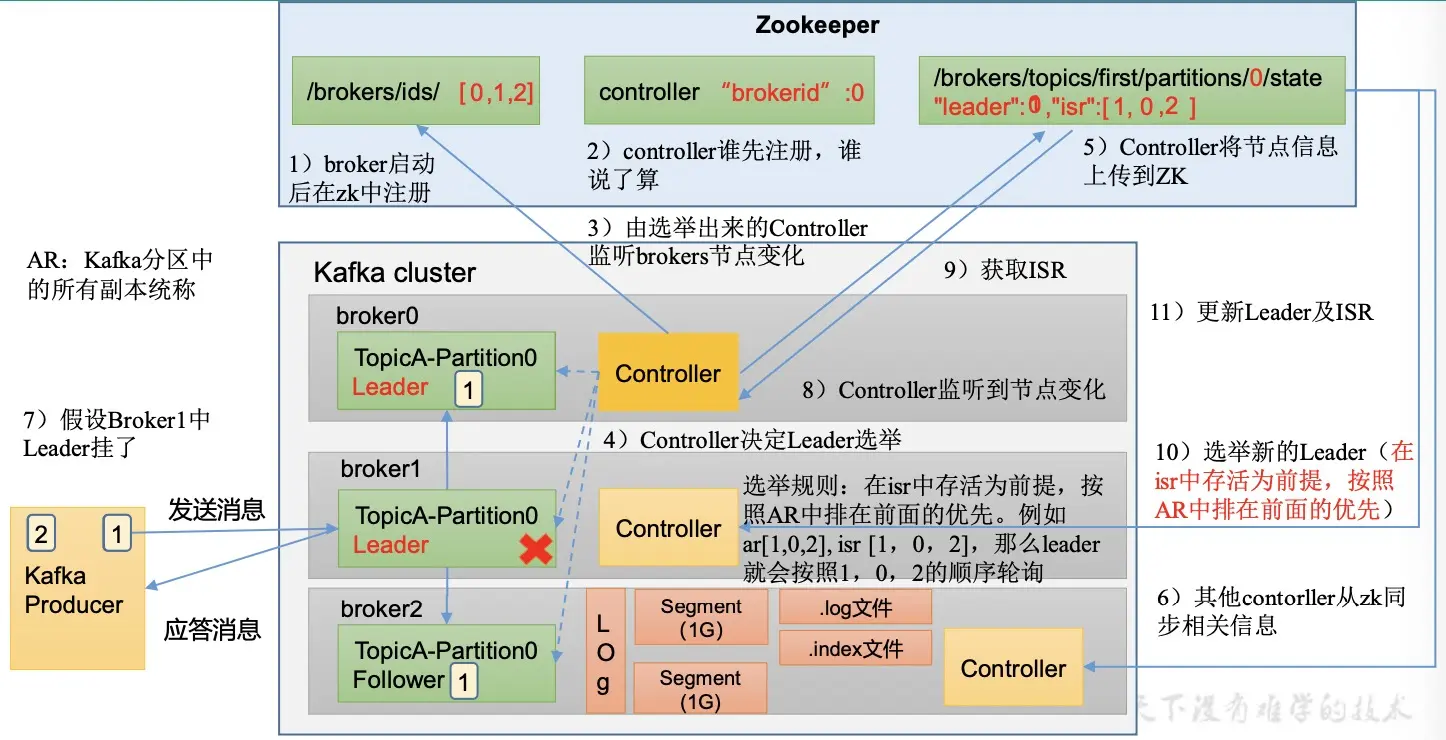 Zookeeper
/brokers/ids/ [ 0,1,2]
controller “brokerid” :0
/brokers/topics/first/partitions/0/state
"leader": ,"isr":[ 1, 0 ,2 ]
1）broker启动
后在zk中注册
2）controller谁先注册，谁
说了算
5）Controller将节点信息
上传到ZK
3）由选举出来的Controller
监听brokers节点变化
AR：Kafka分区中
的所有副本统称
Kafka cluster
9）获取ISR
11）更新Leader及ISR
broker0
TopicA-Partition0
Leader 1
Controller
8）Controller监听到节点变化
7）假设Broker1中
Leader挂了
4）Controller决定Leader选举
10）选举新的Leader（在
isr中存活为前提，按照
AR中排在前面的优先）
broker1
TopicA-Partition0
Leader
Controller
选举规则：在isr中存活为前提，按
照AR中排在前面的优先。例如
ar[1,0,2], isr [1，0，2]，那么leader
就会按照1，0，2的顺序轮询
发送消息
2 1
Kafka
Producer
应答消息
6）其他contorller从zk同
步相关信息
broker2
TopicA-Partition0
Follower 1
LOg
Segment
(1G)
Segment
(1G)
.log文件
.index文件
Controller
天下没有难学的技术